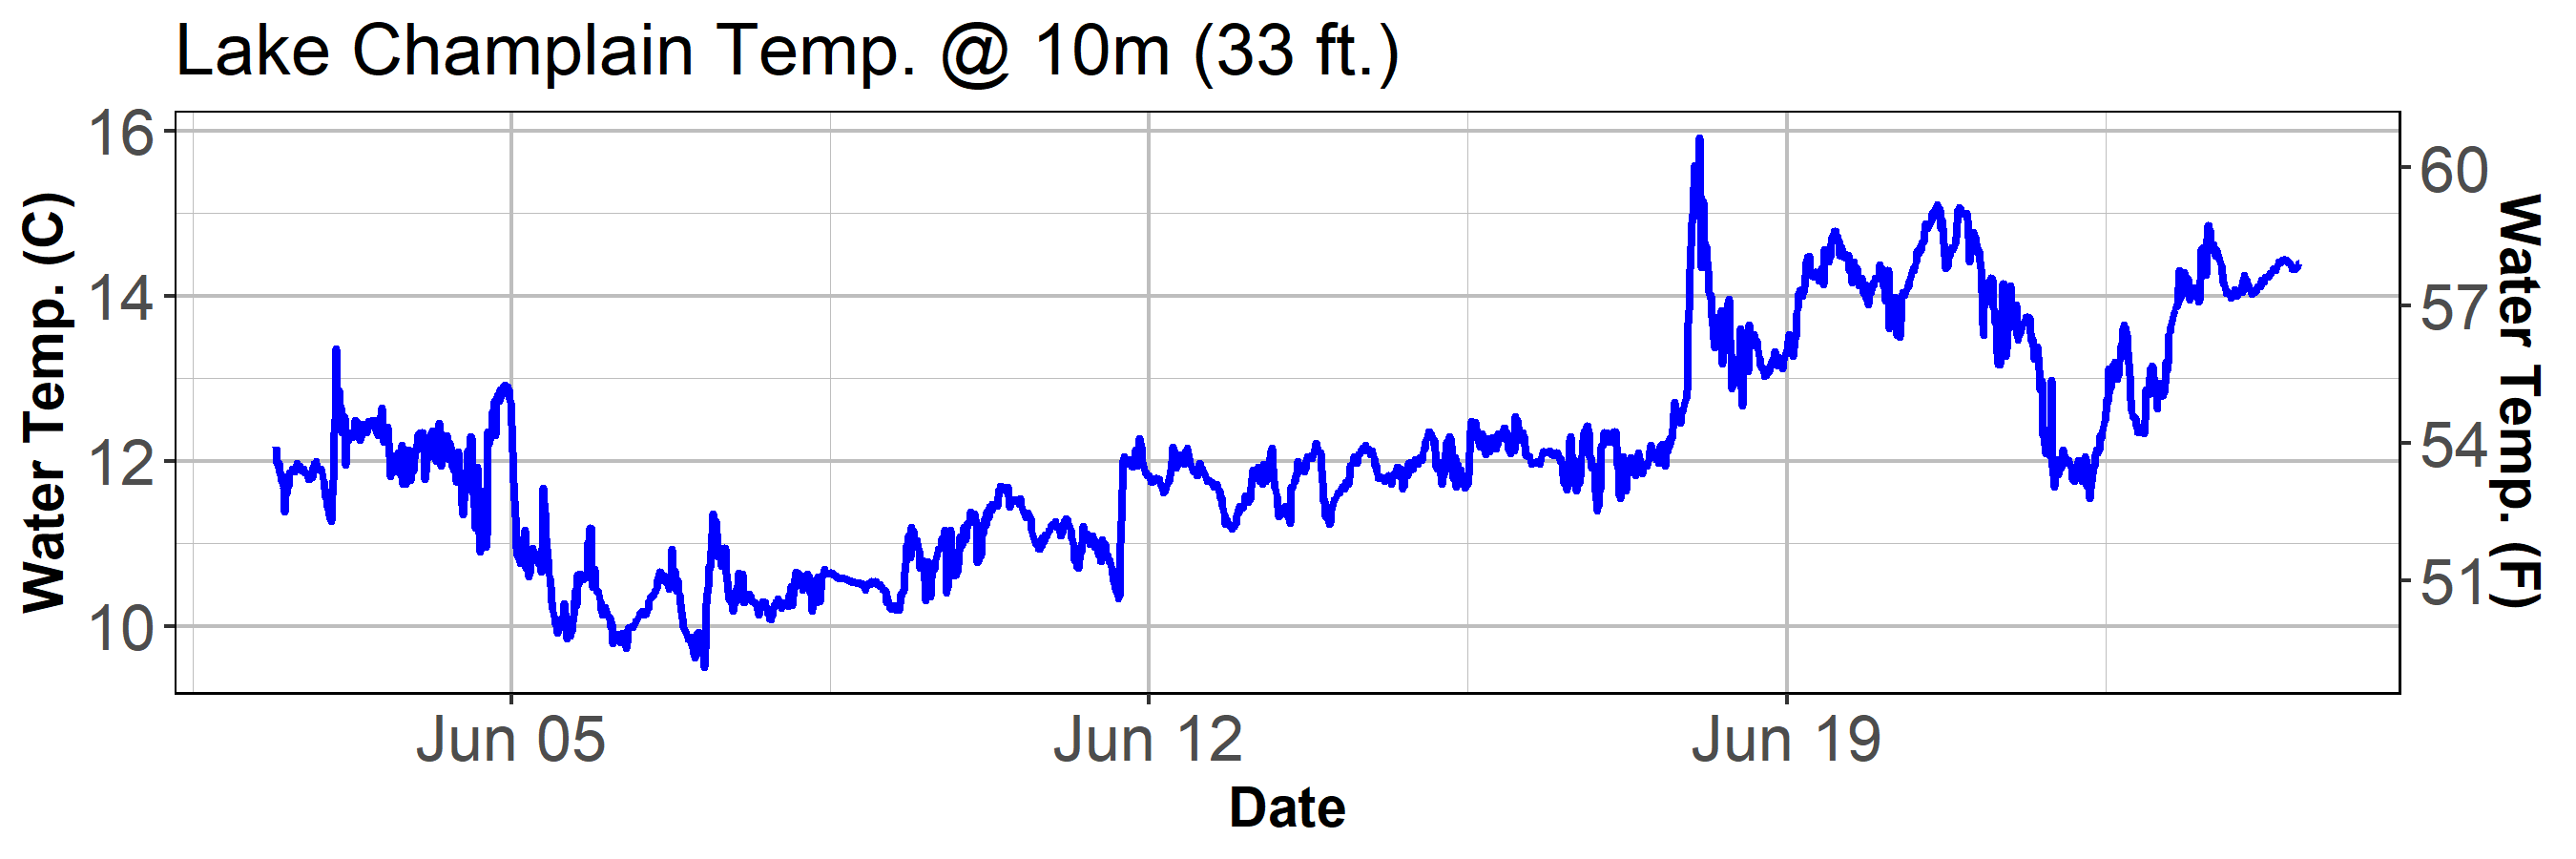 Lake Champlain Temp. @ 10m (33 ft.)
Water Temp. (C)
16
14
12
10
60
57
54
51
Water Temp. (F)
Jun 05
Jun 12
Jun 19
Date